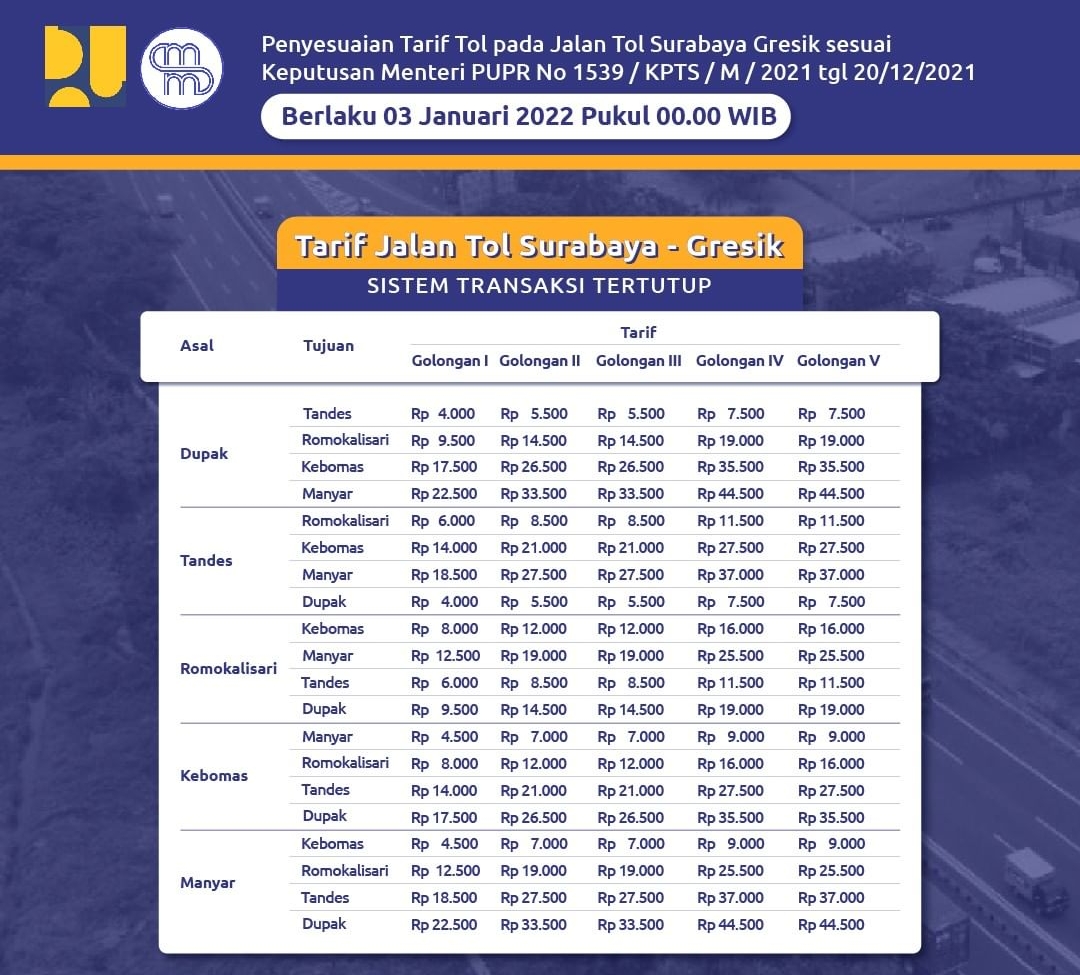 Penyesuaian Tarif Tol pada Jalan Tol Surabaya Gresik sesuai
Keputusan Menteri PUPR No 1539 / KPTS / M / 2021 tgl 20/12/2021
Berlaku 03 Januari 2022 Pukul 00.00 WIB
Tarif Jalan Tol Surabaya - Gresik
SISTEM TRANSAKSI TERTUTUP
Asal Tujuan Tarif
Golongan I Golongan II Golongan III Golongan IV Golongan V
Dupak
Tandes Rp 4.000 Rp 5.500 Rp 5.500 Rp 7.500 Rp 7.500
Romokalisari Rp 9.500 Rp 14.500 Rp 14.500 Rp 19.000 Rp 19.000
Kebomas Rp 17.500 Rp 26.500 Rp 26.500 Rp 35.500 Rp 35.500
Manyar Rp 22.500 Rp 33.500 Rp 33.500 Rp 44.500 Rp 44.500
Tandes
Romokalisari Rp 6.000 Rp 8.500 Rp 8.500 Rp 11.500 Rp 11.500
Kebomas Rp 14.000 Rp 21.000 Rp 21.000 Rp 27.500 Rp 27.500
Manyar Rp 18.500 Rp 27.500 Rp 27.500 Rp 37.000 Rp 37.000
Dupak Rp 4.000 Rp 5.500 Rp 5.500 Rp 7.500 Rp 7.500
Romokalisari
Kebomas Rp 8.000 Rp 12.000 Rp 12.000 Rp 16.000 Rp 16.000
Manyar Rp 12.500 Rp 19.000 Rp 19.000 Rp 25.500 Rp 25.500
Tandes Rp 6.000 Rp 8.500 Rp 8.500 Rp 11.500 Rp 11.500
Dupak Rp 9.500 Rp 14.500 Rp 14.500 Rp 19.000 Rp 19.000
Kebomas
Manyar Rp 4.500 Rp 7.000 Rp 7.000 Rp 9.000 Rp 9.000
Romokalisari Rp 8.000 Rp 12.000 Rp 12.000 Rp 16.000 Rp 16.000
Tandes Rp 14.000 Rp 21.000 Rp 21.000 Rp 27.500 Rp 27.500
Dupak Rp 17.500 Rp 26.500 Rp 26.500 Rp 35.500 Rp 35.500
Manyar
Kebomas Rp 4.500 Rp 7.000 Rp 7.000 Rp 9.000 Rp 9.000
Romokalisari Rp 12.500 Rp 19.000 Rp 19.000 Rp 25.500 Rp 25.500
Tandes Rp 18.500 Rp 27.500 Rp 27.500 Rp 37.000 Rp 37.000
Dupak Rp 22.500 Rp 33.500 Rp 33.500 Rp 44.500 Rp 44.500